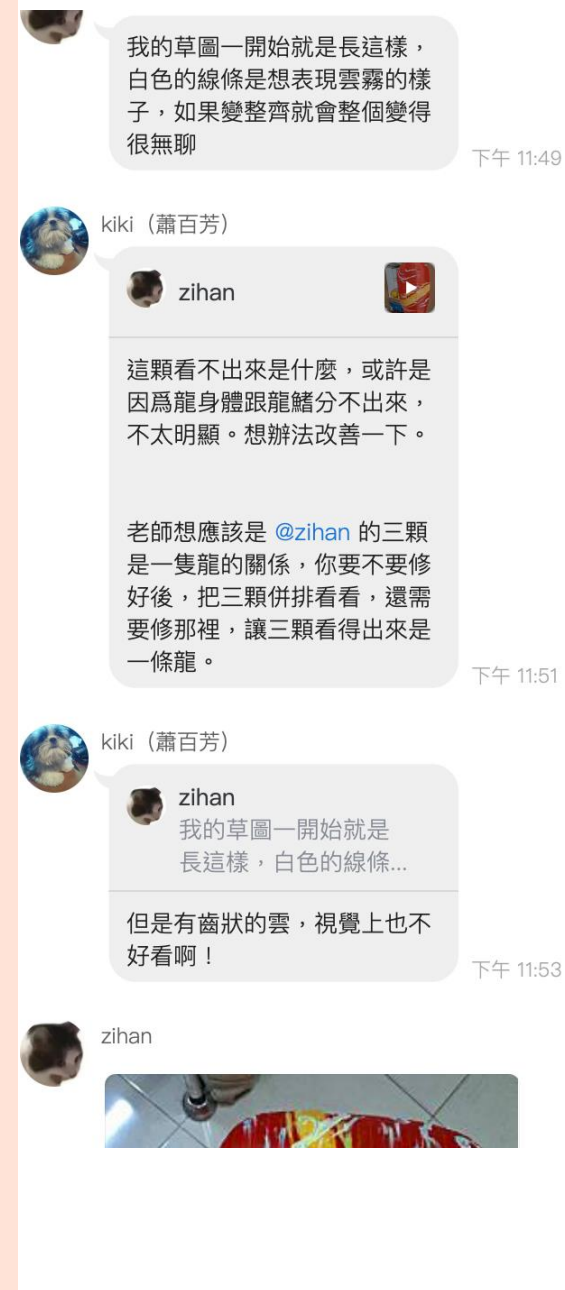 我的草圖一開始就是長這樣，
白色的線條是想表現雲霧的樣
子，如果變整齊就會整個變得
很無聊
下午 11:49
kiki（蕭百芳）
zihan
這顆看不出來是什麼，或許是
因爲龍身體跟龍鰭分不出來，
不太明顯。想辦法改善一下。
老師想應該是 @zihan 的三顆
是一隻龍的關係，你要不要修
好後，把三顆併排看看，還需
要修那裡，讓三顆看得出來是
一條龍。
下午 11:51
kiki（蕭百芳）
zihan
我的草圖一開始就是
長這樣，白色的線條...
但是有齒狀的雲，視覺上也不
好看啊！
下午 11:53
zihan